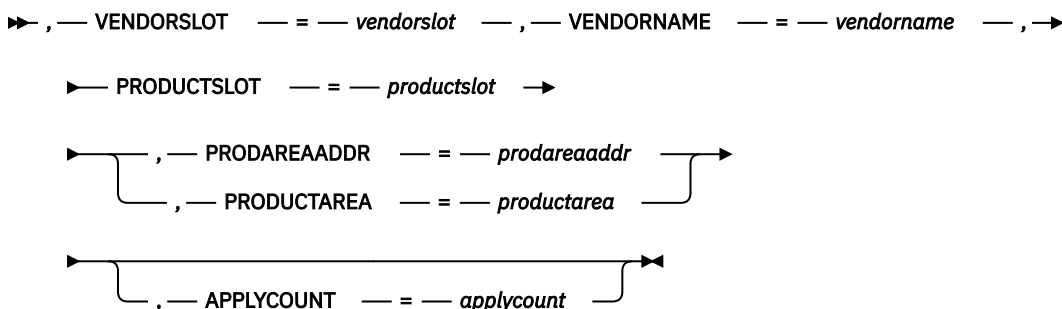 , VENDORSLOT = vendorslot , VENDORNAME = vendorname ,
PRODUCTSLOT = productslot
, PRODAREAADDR = prodareaaddr
, PRODUCTAREA = productarea
, APPLYCOUNT = applycount